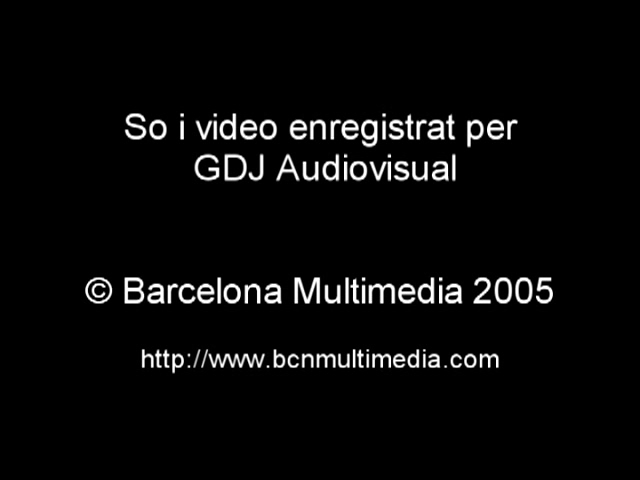 So i video enregistrat per
GDJ Audiovisual
© Barcelona Multimedia 2005
http://www.bcnmultimedia.com